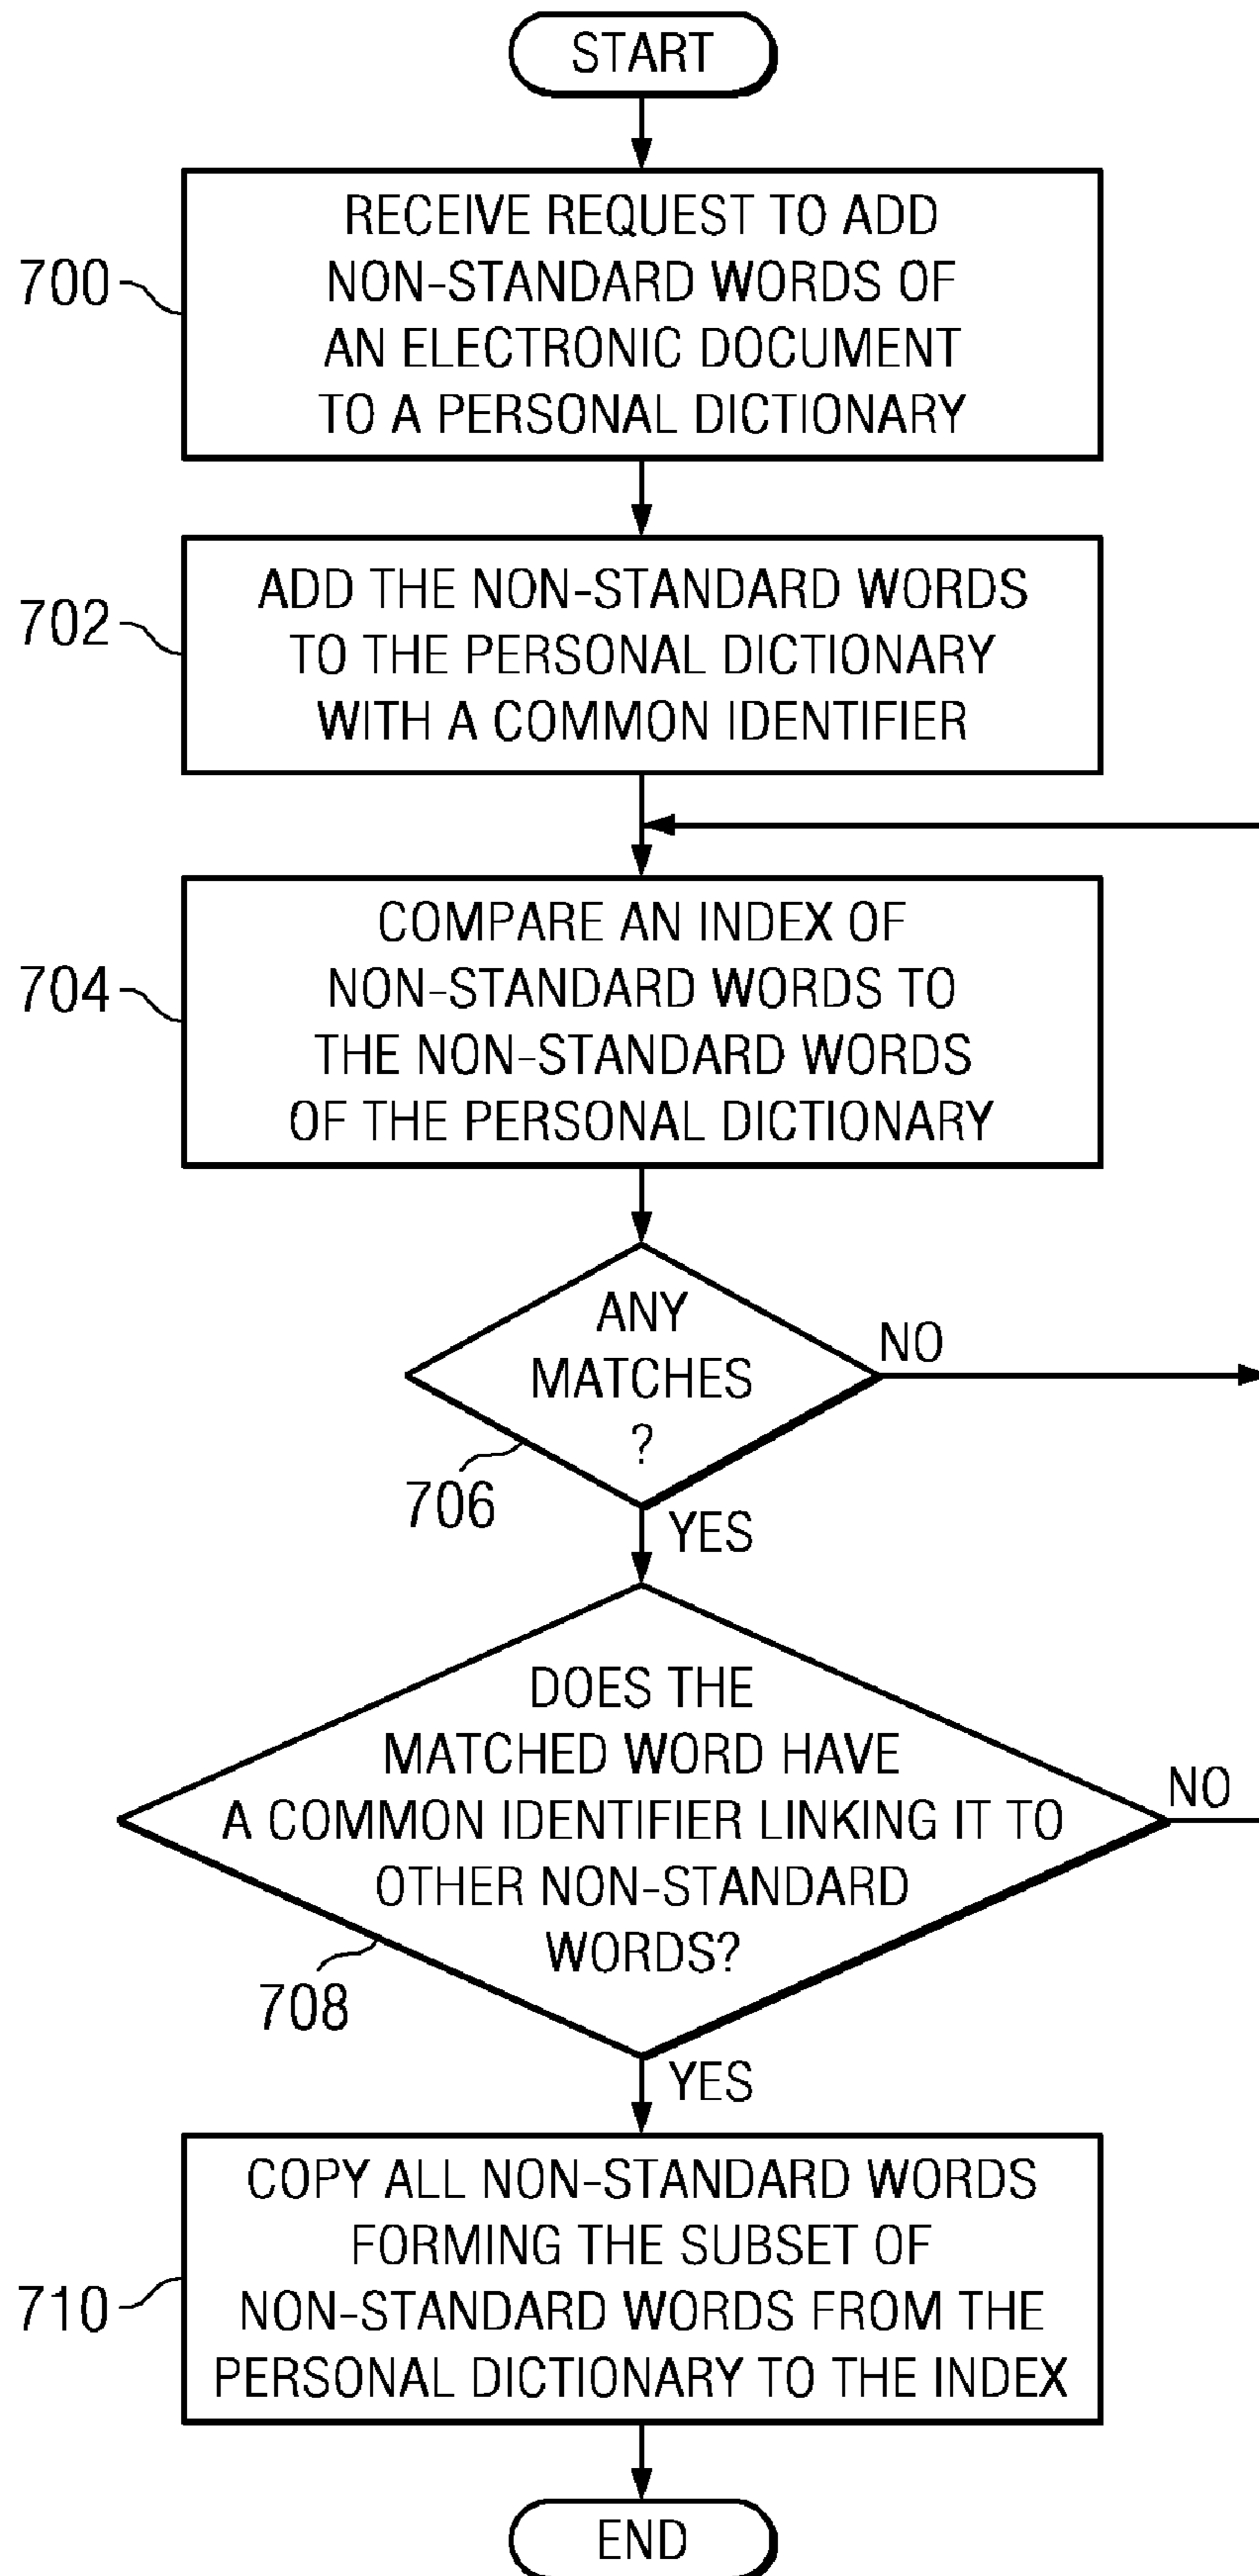 START
700
RECEIVE REQUEST TO ADD
NON-STANDARD WORDS OF
AN ELECTRONIC DOCUMENT
TO A PERSONAL DICTIONARY
702
ADD THE NON-STANDARD WORDS
TO THE PERSONAL DICTIONARY
WITH A COMMON IDENTIFIER
704
COMPARE AN INDEX OF
NON-STANDARD WORDS TO
THE NON-STANDARD WORDS
OF THE PERSONAL DICTIONARY
ANY
MATCHES
?
NO
706
YES
DOES THE
MATCHED WORD HAVE
A COMMON IDENTIFIER LINKING IT TO
OTHER NON-STANDARD
WORDS?
NO
708
YES
710
COPY ALL NON-STANDARD WORDS
FORMING THE SUBSET OF
NON-STANDARD WORDS FROM THE
PERSONAL DICTIONARY TO THE INDEX
END